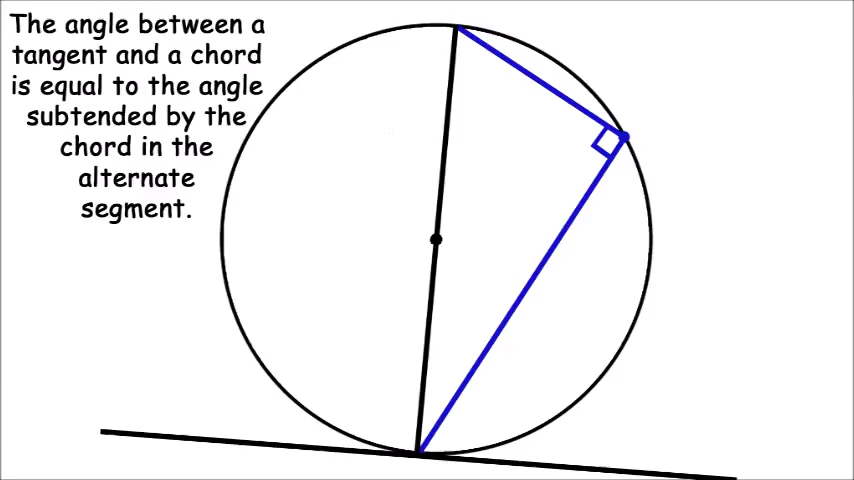 The angle between a
tangent and a chord
is equal to the angle
subtended by the
chord in the
alternate
segment.